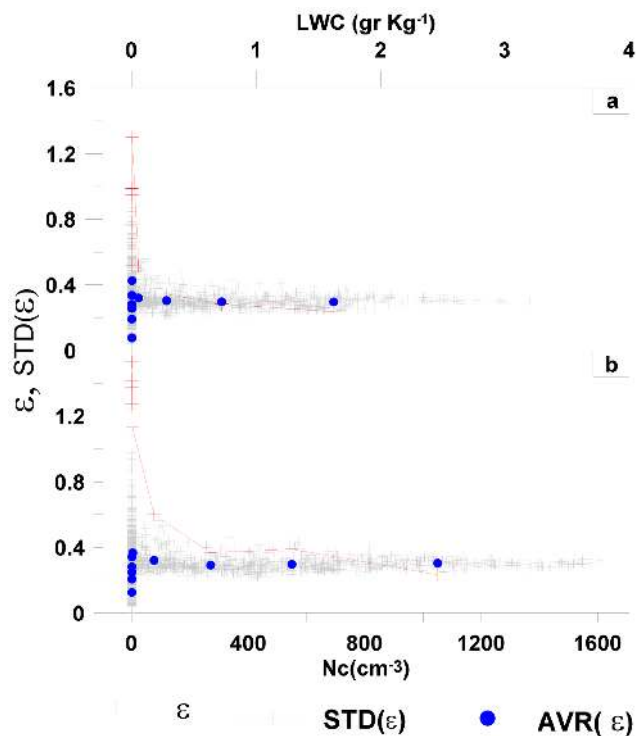 LWC (gr Kg⁻¹)
0 1 2 3 4
1.6
a
1.2
0.8
0.4
0
b
1.2
0.8
0.4
0
ε, STD(ε)
0 400 800 1200 1600
Nc(cm⁻³)
ε STD(ε) AVR( ε)